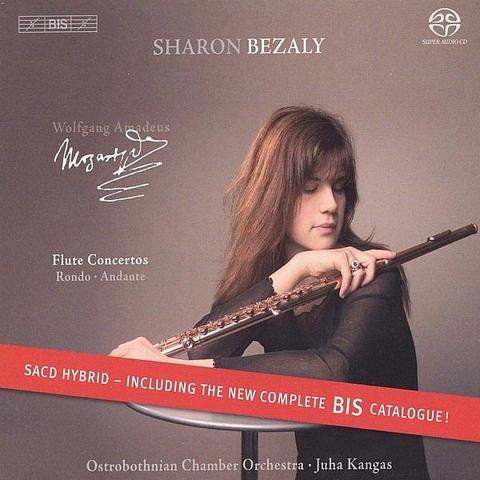 BIS
SUPER AUDIO CD
SHARON BEZALY
Wolfgang Amadeus
Mozart
Flute Concertos
Rondo · Andante
SACD HYBRID – INCLUDING THE NEW COMPLETE BIS CATALOGUE!
Ostrobothnian Chamber Orchestra · Juha Kangas